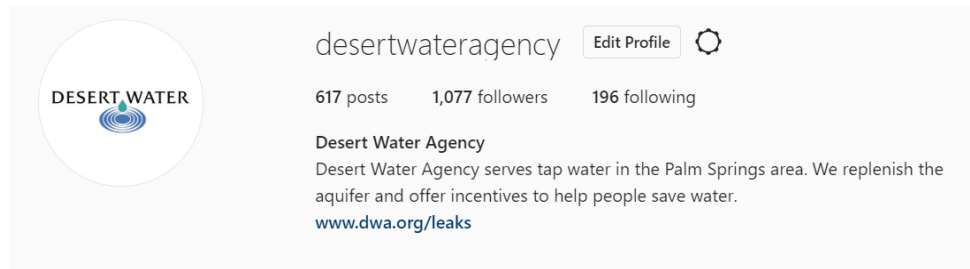 DESERT WATER
desertwateragency Edit Profile
617 posts 1,077 followers 196 following
Desert Water Agency
Desert Water Agency serves tap water in the Palm Springs area. We replenish the
aquifer and offer incentives to help people save water.
www.dwa.org/leaks